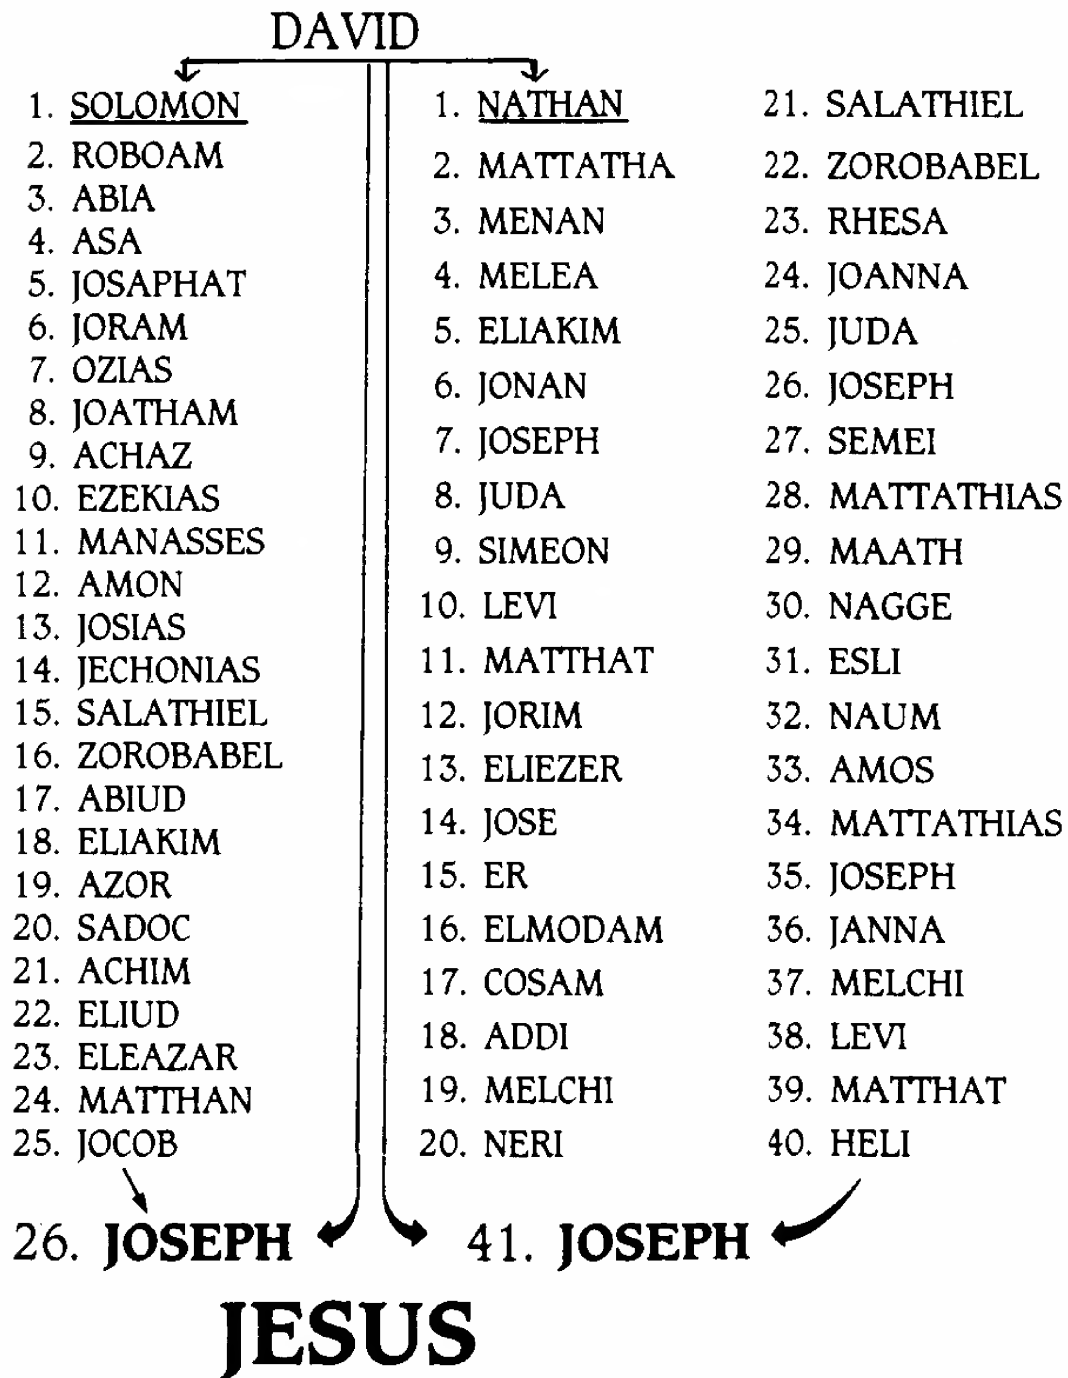 DAVID
1. SOLOMON
2. ROBOAM
3. ABIA
4. ASA
5. JOSAPHAT
6. JORAM
7. OZIAS
8. JOATHAM
9. ACHAZ
10. EZEKIAS
11. MANASSES
12. AMON
13. JOSIAS
14. JECHONIAS
15. SALATHIEL
16. ZOROBABEL
17. ABIUD
18. ELIAKIM
19. AZOR
20. SADOC
21. ACHIM
22. ELIUD
23. ELEAZAR
24. MATTHAN
25. JOCOB
26. JOSEPH
1. NATHAN
2. MATTATHA
3. MENAN
4. MELEA
5. ELIAKIM
6. JONAN
7. JOSEPH
8. JUDA
9. SIMEON
10. LEVI
11. MATTHAT
12. JORIM
13. ELIEZER
14. JOSE
15. ER
16. ELMODAM
17. COSAM
18. ADDI
19. MELCHI
20. NERI
21. SALATHIEL
22. ZOROBABEL
23. RHESA
24. JOANNA
25. JUDA
26. JOSEPH
27. SEMEI
28. MATTATHIAS
29. MAATH
30. NAGGE
31. ESLI
32. NAUM
33. AMOS
34. MATTATHIAS
35. JOSEPH
36. JANNA
37. MELCHI
38. LEVI
39. MATTHAT
40. HELI
41. JOSEPH
JESUS